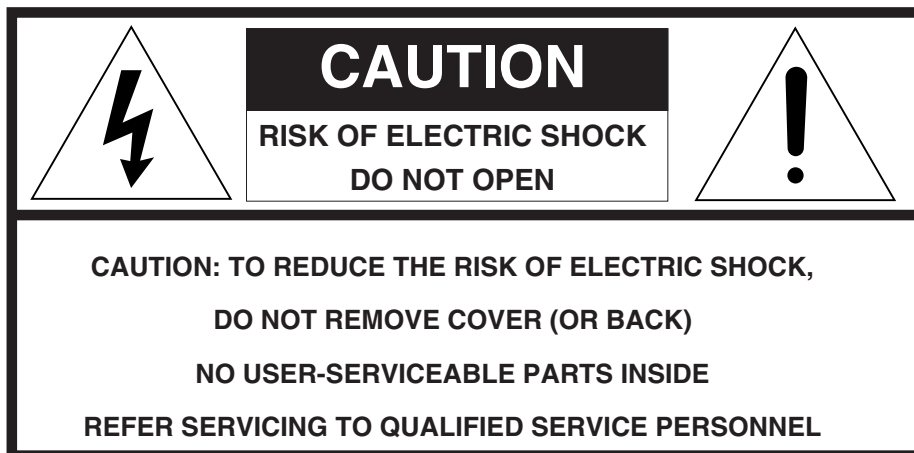 CAUTION
RISK OF ELECTRIC SHOCK
DO NOT OPEN
CAUTION: TO REDUCE THE RISK OF ELECTRIC SHOCK,
DO NOT REMOVE COVER (OR BACK)
NO USER-SERVICEABLE PARTS INSIDE
REFER SERVICING TO QUALIFIED SERVICE PERSONNEL